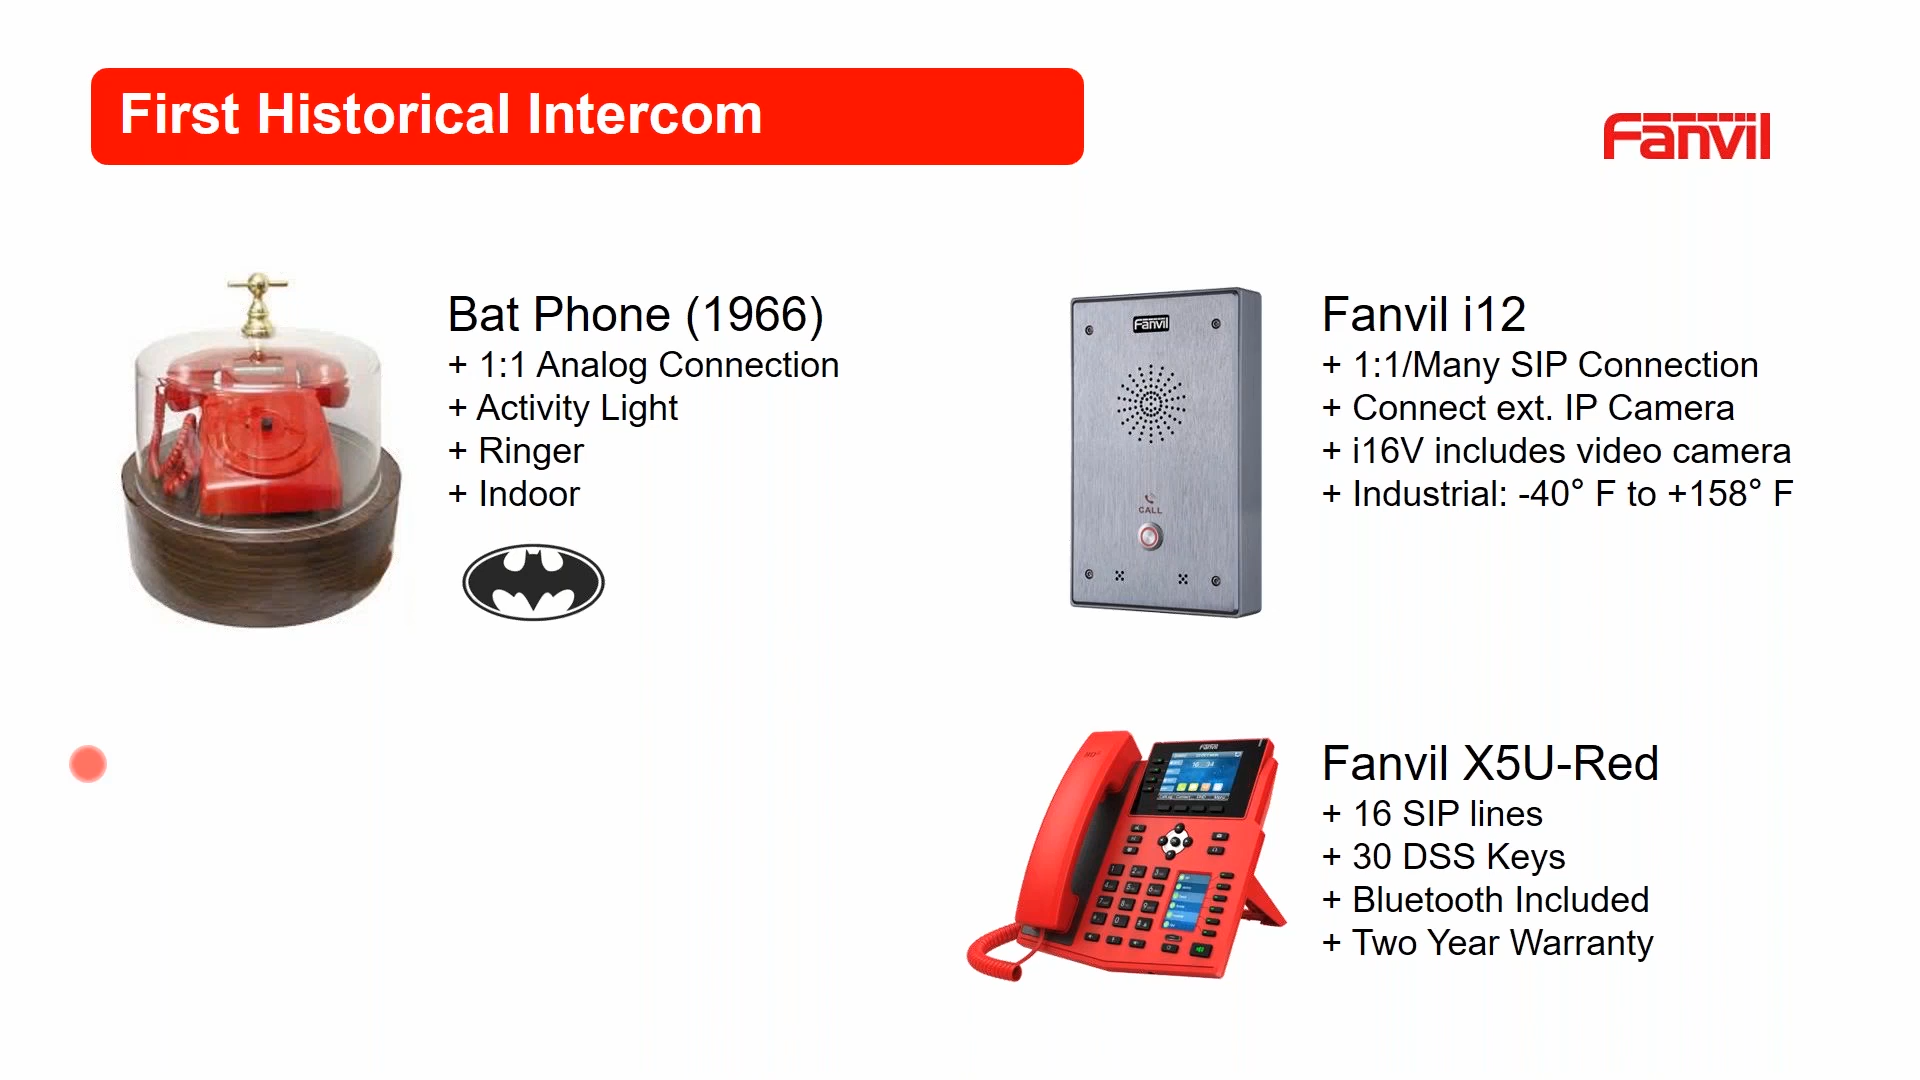 First Historical Intercom
Fanvil
Bat Phone (1966)
+ 1:1 Analog Connection
+ Activity Light
+ Ringer
+ Indoor
Fanvil
CALL
Fanvil i12
+ 1:1/Many SIP Connection
+ Connect ext. IP Camera
+ i16V includes video camera
+ Industrial: -40° F to +158° F
Fanvil X5U-Red
+ 16 SIP lines
+ 30 DSS Keys
+ Bluetooth Included
+ Two Year Warranty